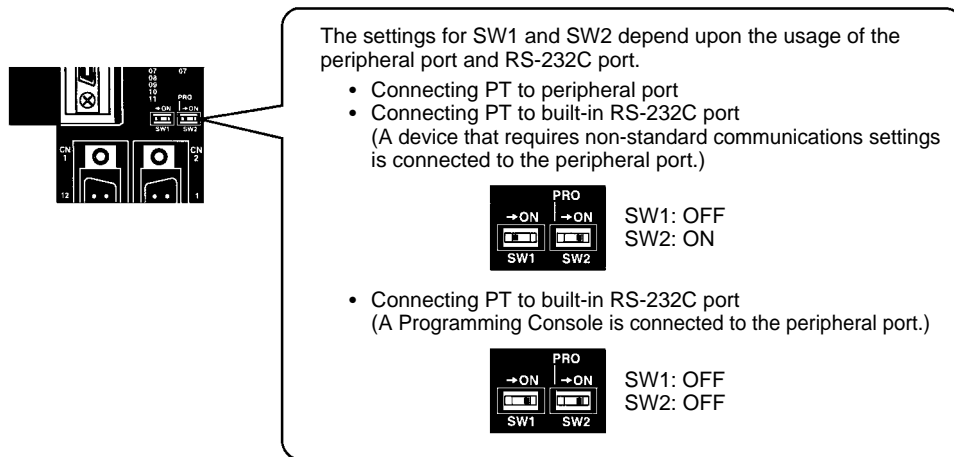 The settings for SW1 and SW2 depend upon the usage of the
peripheral port and RS-232C port.
• Connecting PT to peripheral port
• Connecting PT to built-in RS-232C port
(A device that requires non-standard communications settings
is connected to the peripheral port.)
07 07
08
09
10
11 PRO
→ON →ON
SW1 SW2
CN CN
1 2
12 1
PRO
→ON →ON
SW1 SW2
SW1: OFF
SW2: ON
• Connecting PT to built-in RS-232C port
(A Programming Console is connected to the peripheral port.)
PRO
→ON →ON
SW1 SW2
SW1: OFF
SW2: OFF